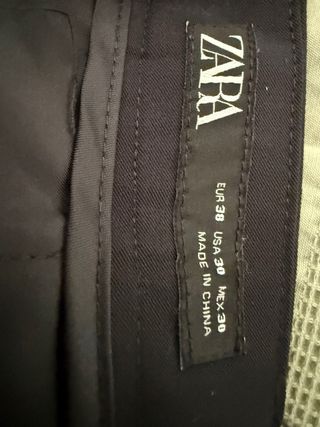 ZARA
EUR 38 USA 30 MEX 30
MADE IN CHINA